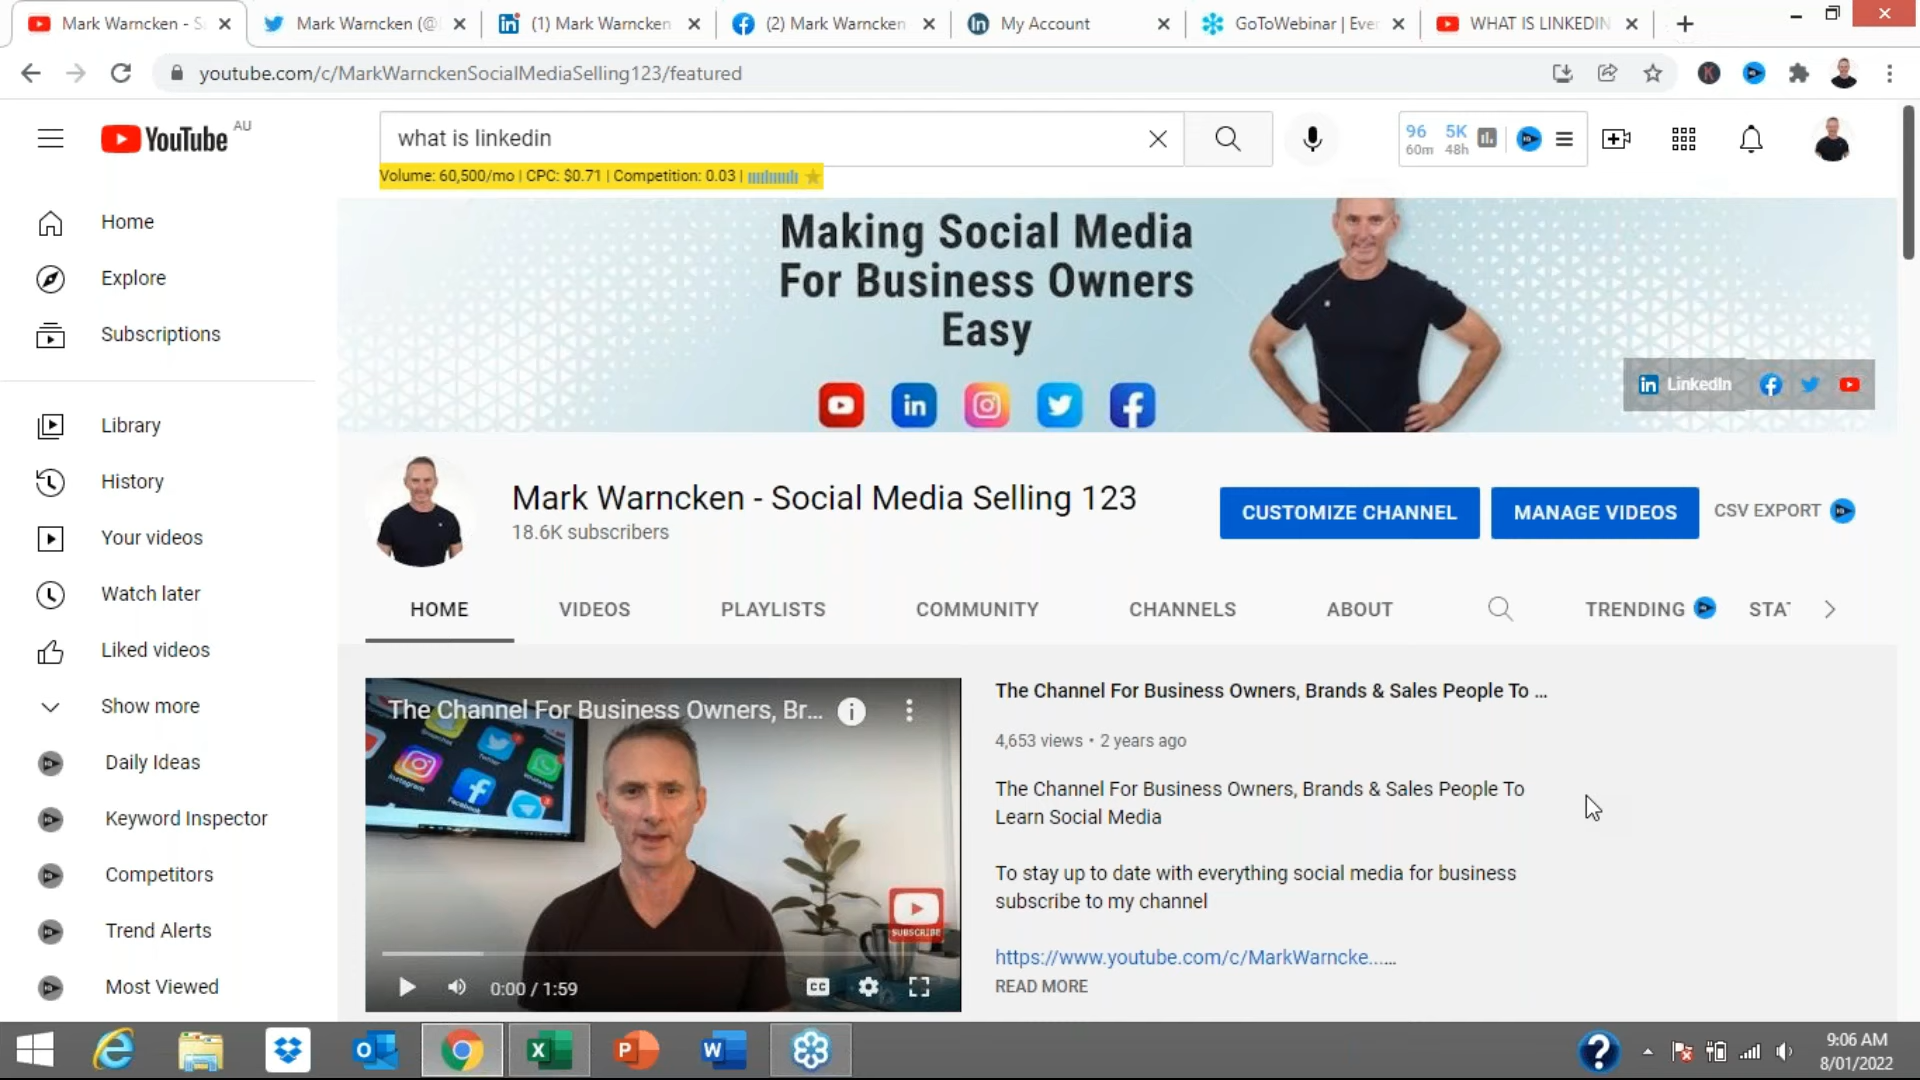 Mark Warncken - S
Mark Warncken (@
(1) Mark Warncken
(2) Mark Warncken
My Account
GoToWebinar | Ever
WHAT IS LINKEDIN
youtube.com/c/MarkWarnckenSocialMediaSelling123/featured
YouTube AU
what is linkedin
96 5K
60m 48h
Volume: 60,500/mo | CPC: $0.71 | Competition: 0.03 |
Home
Explore
Subscriptions
Library
History
Your videos
Watch later
Liked videos
Show more
Daily Ideas
Keyword Inspector
Competitors
Trend Alerts
Most Viewed
Making Social Media
For Business Owners
Easy
LinkedIn
Mark Warncken - Social Media Selling 123
18.6K subscribers
CUSTOMIZE CHANNEL
MANAGE VIDEOS
CSV EXPORT
HOME
VIDEOS
PLAYLISTS
COMMUNITY
CHANNELS
ABOUT
TRENDING
STAT
The Channel For Business Owners, Br...
Twitter
Instagram
Facebook
SUBSCRIBE
0:00 / 1:59
CC
The Channel For Business Owners, Brands & Sales People To ...
4,653 views • 2 years ago
The Channel For Business Owners, Brands & Sales People To
Learn Social Media
To stay up to date with everything social media for business
subscribe to my channel
https://www.youtube.com/c/MarkWarncke......
READ MORE
9:06 AM
8/01/2022